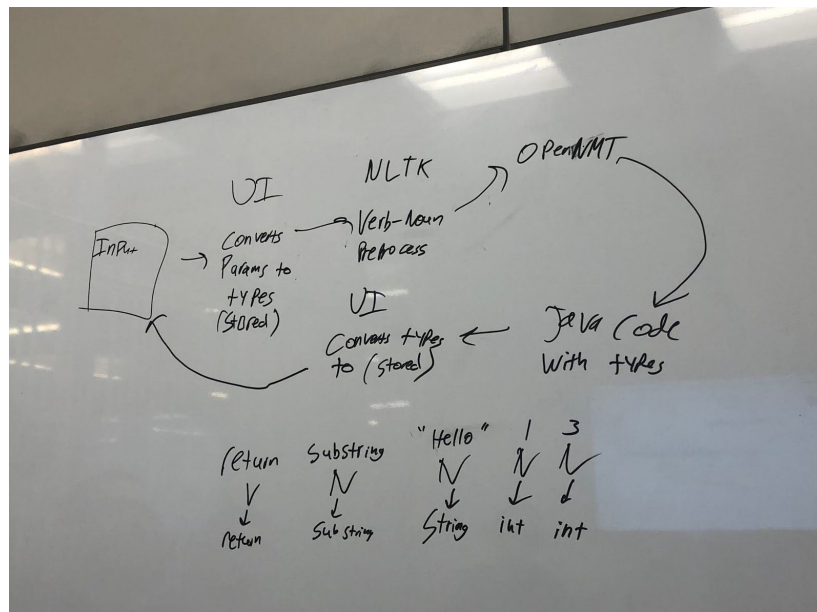 OPenNMT
NLTK
UI
Verb-Noun
PreProcess
Input
Converts
Params to
types
(Stored)
UI
Converts types
to (Stored)
Java Code
With types
return Substring "Hello" 1 3
V N N N N
return Substring String int int